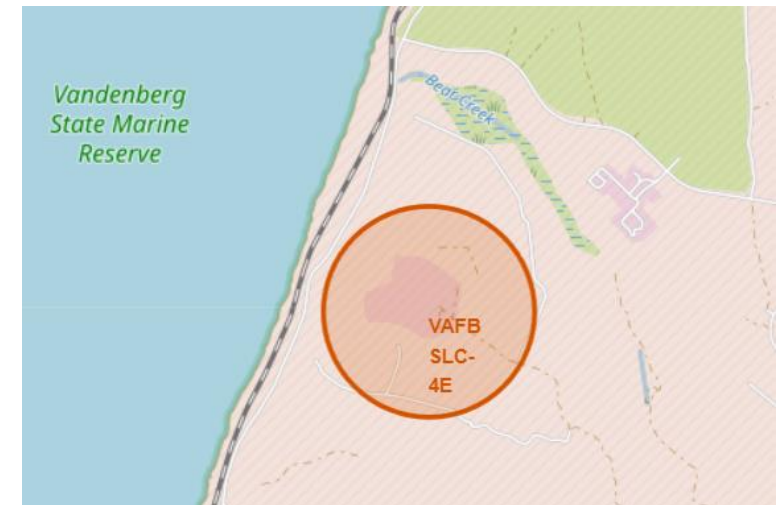 Vandenberg
State Marine
Reserve
Bear Creek
VAFB
SLC-
4E